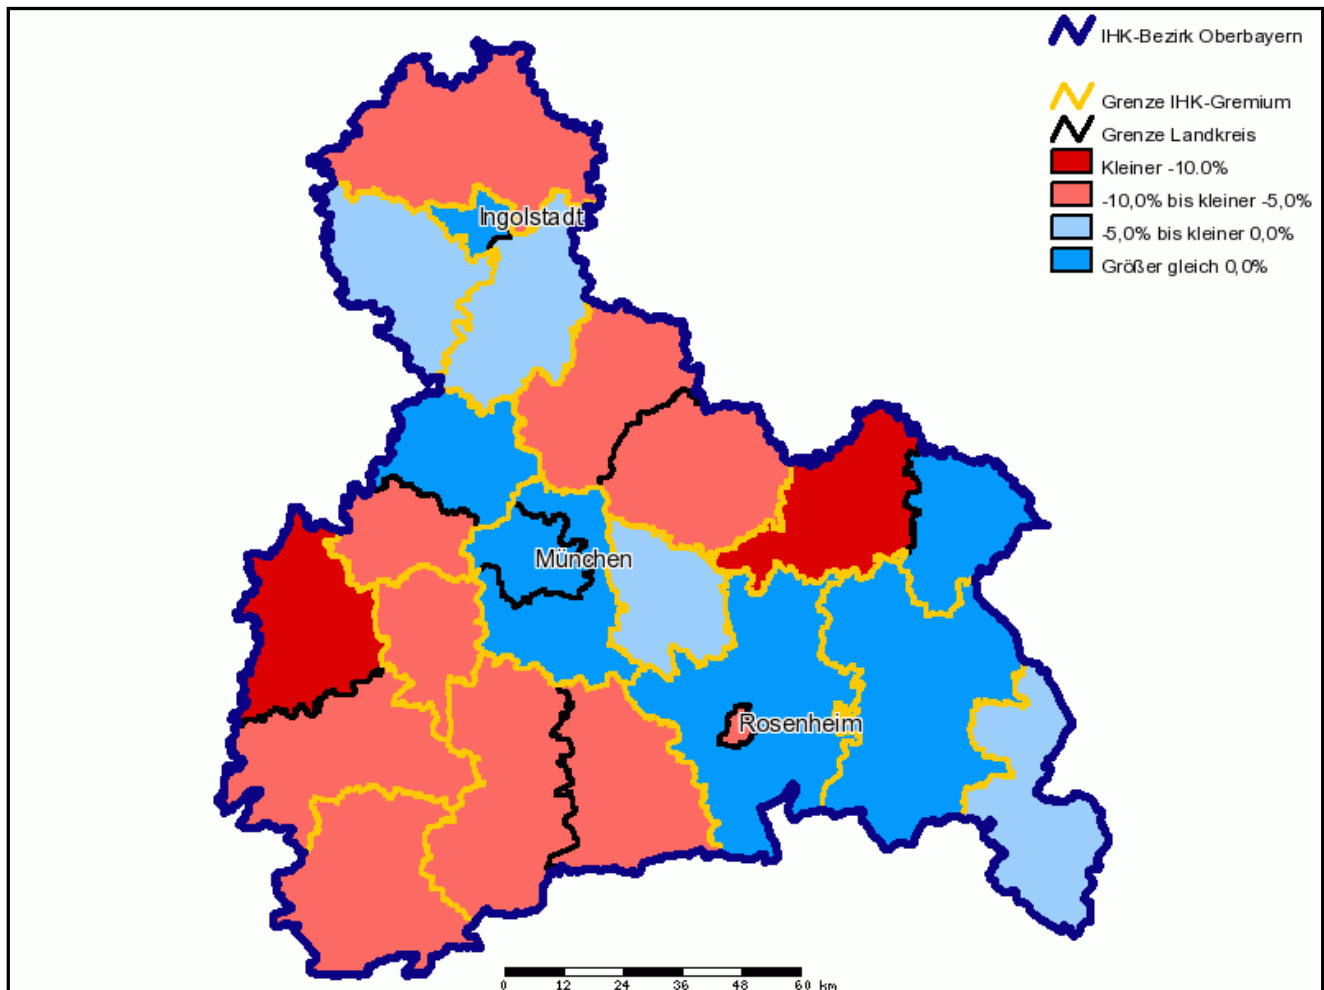 IHK-Bezirk Oberbayern
Grenze IHK-Gremium
Grenze Landkreis
Kleiner -10.0%
-10,0% bis kleiner -5,0%
-5,0% bis kleiner 0,0%
Größer gleich 0,0%
Ingolstadt
München
Rosenheim
0 12 24 36 48 60 km